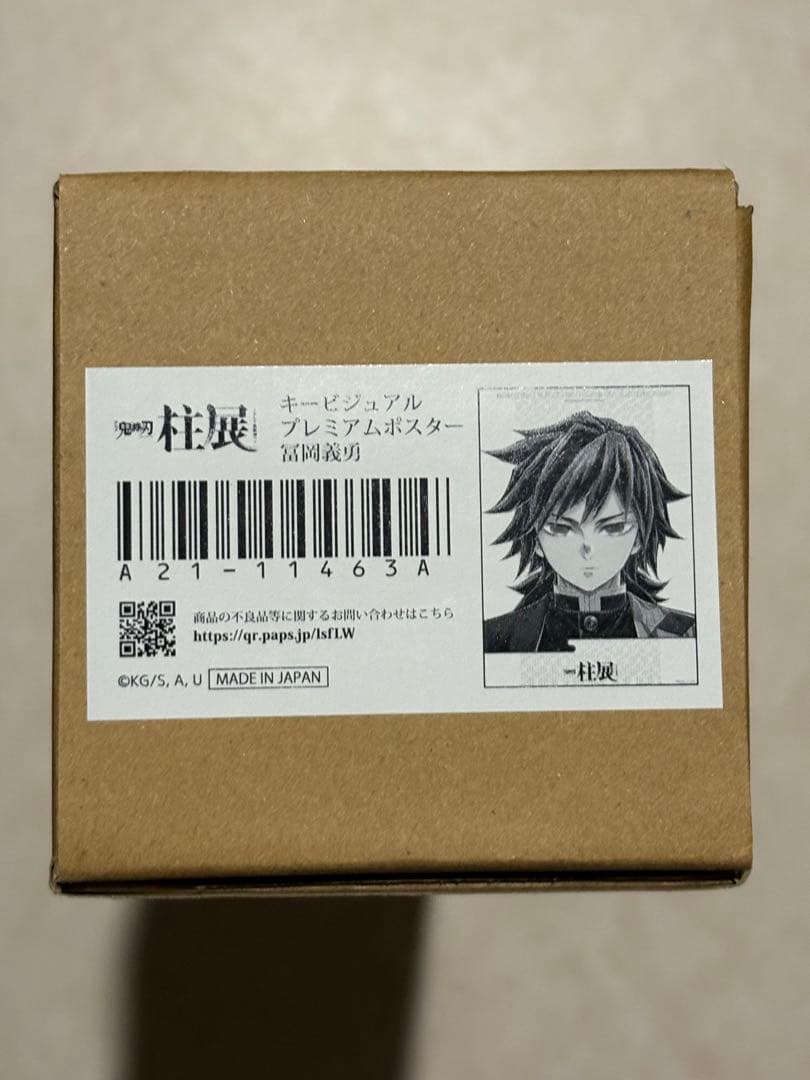 鬼滅の刃 柱展
キービジュアル
プレミアムポスター
冨岡義勇
A21-11463A
商品の不良品等に関するお問い合わせはこちら
https://qr.paps.jp/lsfLW
©KG/S, A, U MADE IN JAPAN
柱展